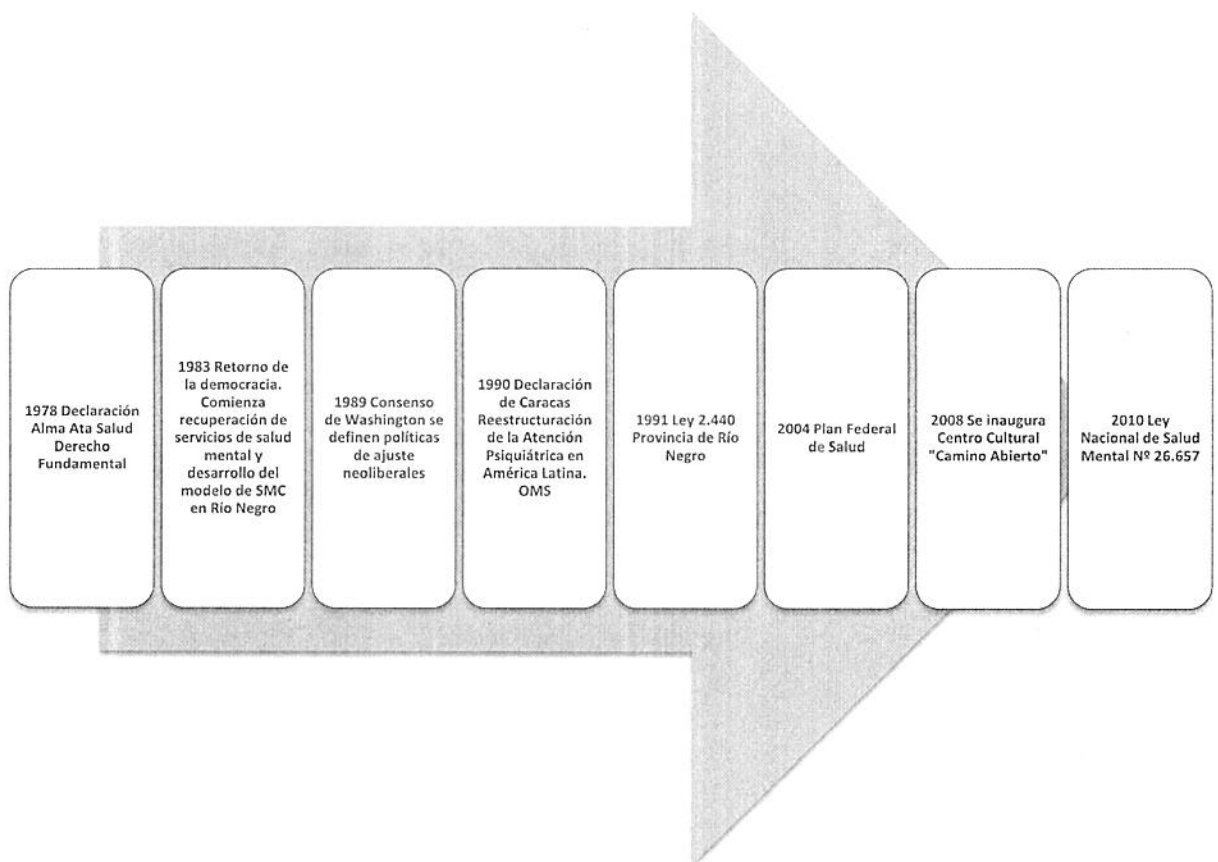 1978 Declaración
Alma Ata Salud
Derecho
Fundamental
1983 Retorno de
la democracia.
Comienza
recuperación de
servicios de salud
mental y
desarrollo del
modelo de SMC
en Río Negro
1989 Consenso
de Washington se
definen políticas
de ajuste
neoliberales
1990 Declaración
de Caracas
Reestructuración
de la Atención
Psiquiátrica en
América Latina.
OMS
1991 Ley 2.440
Provincia de Río
Negro
2004 Plan Federal
de Salud
2008 Se inaugura
Centro Cultural
"Camino Abierto"
2010 Ley
Nacional de Salud
Mental Nº 26.657